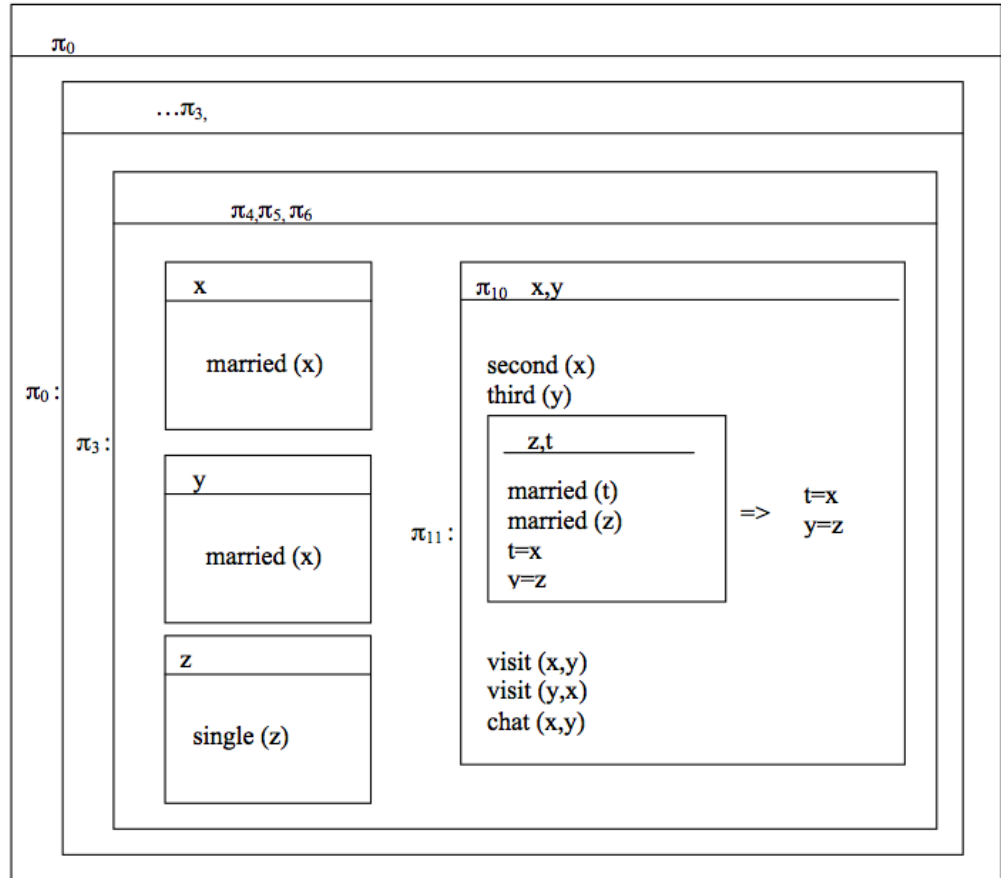 π0
…π3,
π4,π5, π6
x
married (x)
y
married (x)
z
single (z)
π0 :
π3 :
π11 :
π10 x,y
second (x)
third (y)
z,t
married (t)
married (z)
t=x
y=z
=>
t=x
y=z
visit (x,y)
visit (y,x)
chat (x,y)